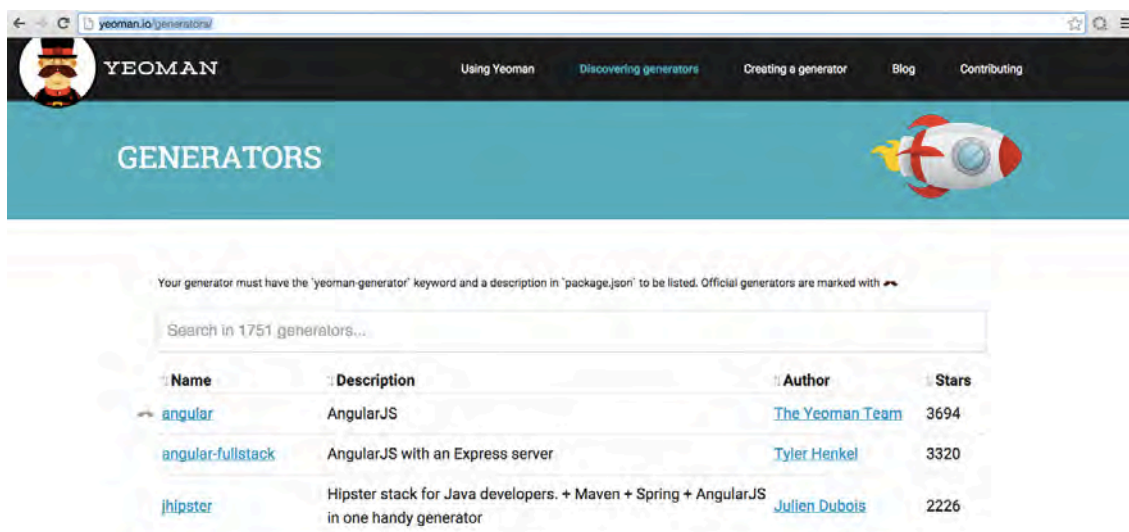 yeoman.io/generators/
YEOMAN
Using Yeoman Discovering generators Creating a generator Blog Contributing
GENERATORS
Your generator must have the `yeoman-generator` keyword and a description in `package.json` to be listed. Official generators are marked with
Search in 1751 generators...
Name Description Author Stars
angular AngularJS The Yeoman Team 3694
angular-fullstack AngularJS with an Express server Tyler Henkel 3320
jhipster Hipster stack for Java developers. + Maven + Spring + AngularJS Julien Dubois 2226
in one handy generator